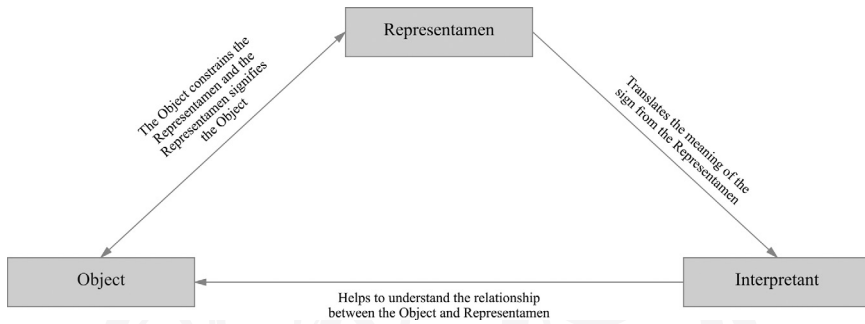 Representamen
The Object constrains the
Representamen and the
Representamen signifies
the Object
Translates the meaning of the
sign from the Representamen
Object
Interpretant
Helps to understand the relationship
between the Object and Representamen